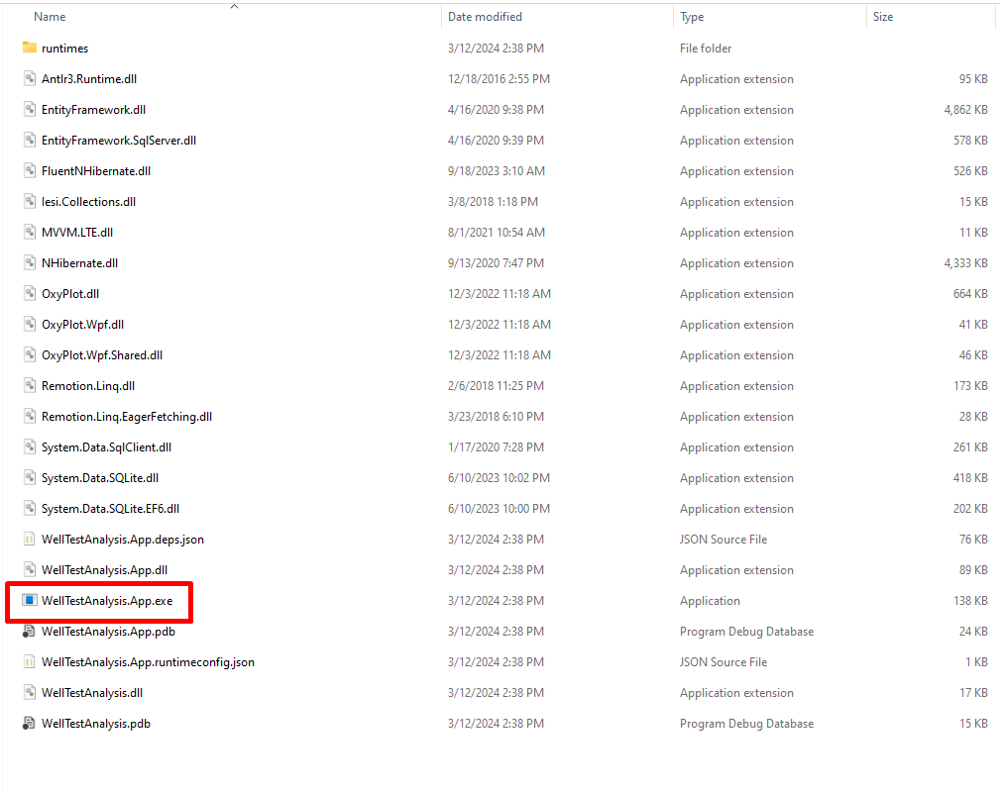 Name Date modified Type Size
runtimes 3/12/2024 2:38 PM File folder
Antlr3.Runtime.dll 12/18/2016 2:55 PM Application extension 95 KB
EntityFramework.dll 4/16/2020 9:38 PM Application extension 4,862 KB
EntityFramework.SqlServer.dll 4/16/2020 9:39 PM Application extension 578 KB
FluentNHibernate.dll 9/18/2023 3:10 AM Application extension 526 KB
Iesi.Collections.dll 3/8/2018 1:18 PM Application extension 15 KB
MVVM.LTE.dll 8/1/2021 10:54 AM Application extension 11 KB
NHibernate.dll 9/13/2020 7:47 PM Application extension 4,333 KB
OxyPlot.dll 12/3/2022 11:18 AM Application extension 664 KB
OxyPlot.Wpf.dll 12/3/2022 11:18 AM Application extension 41 KB
OxyPlot.Wpf.Shared.dll 12/3/2022 11:18 AM Application extension 46 KB
Remotion.Linq.dll 2/6/2018 11:25 PM Application extension 173 KB
Remotion.Linq.EagerFetching.dll 3/23/2018 6:10 PM Application extension 28 KB
System.Data.SqlClient.dll 1/17/2020 7:28 PM Application extension 261 KB
System.Data.SQLite.dll 6/10/2023 10:02 PM Application extension 418 KB
System.Data.SQLite.EF6.dll 6/10/2023 10:00 PM Application extension 202 KB
WellTestAnalysis.App.deps.json 3/12/2024 2:38 PM JSON Source File 76 KB
WellTestAnalysis.App.dll 3/12/2024 2:38 PM Application extension 89 KB
WellTestAnalysis.App.exe 3/12/2024 2:38 PM Application 138 KB
WellTestAnalysis.App.pdb 3/12/2024 2:38 PM Program Debug Database 24 KB
WellTestAnalysis.App.runtimeconfig.json 3/12/2024 2:38 PM JSON Source File 1 KB
WellTestAnalysis.dll 3/12/2024 2:38 PM Application extension 17 KB
WellTestAnalysis.pdb 3/12/2024 2:38 PM Program Debug Database 15 KB